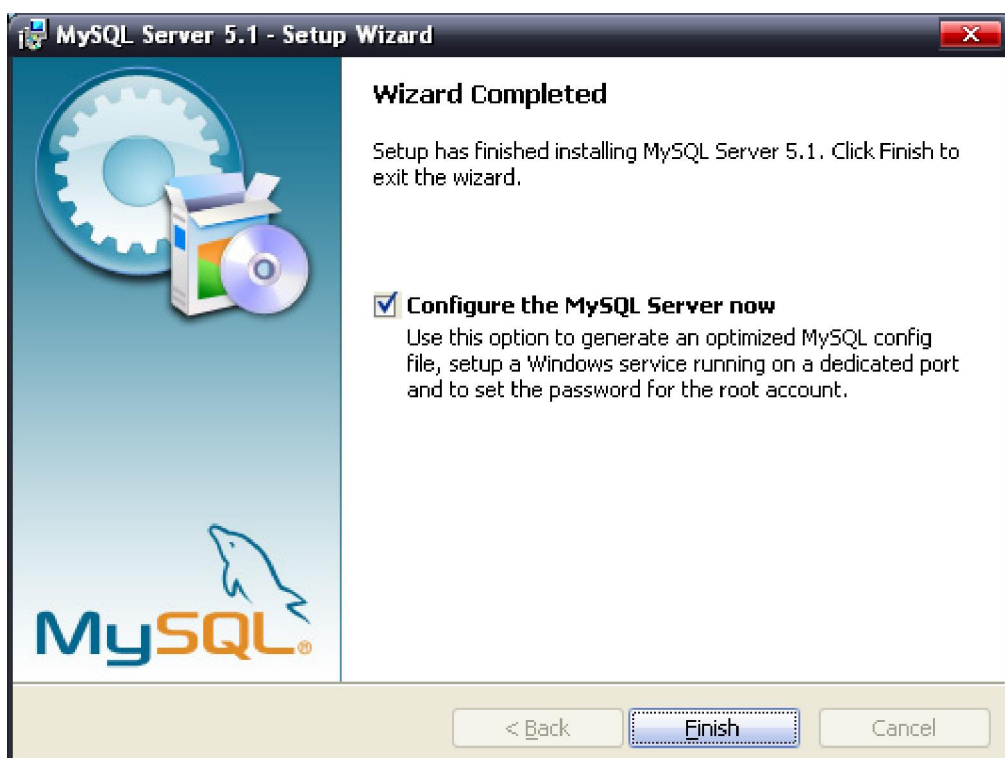 MySQL Server 5.1 - Setup Wizard
Wizard Completed
Setup has finished installing MySQL Server 5.1. Click Finish to
exit the wizard.
Configure the MySQL Server now
Use this option to generate an optimized MySQL config
file, setup a Windows service running on a dedicated port
and to set the password for the root account.
MySQL®
< Back
Finish
Cancel